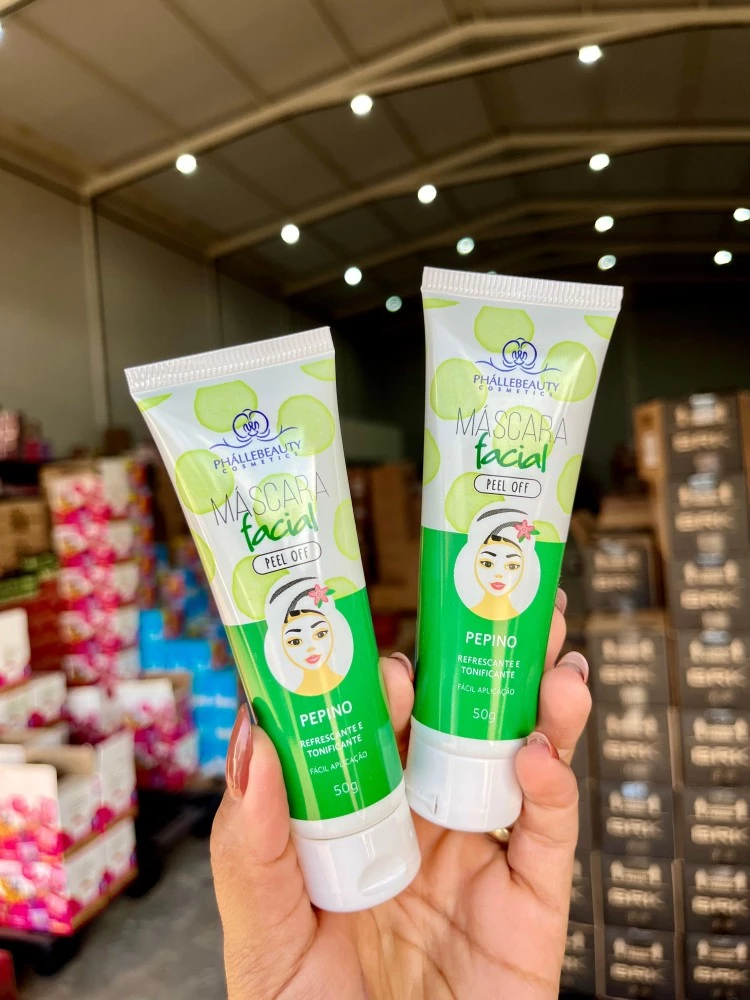 PHÁLLEBEAUTY
COSMETICS
MÁSCARA
facial
PEEL OFF
PEPINO
REFRESCANTE E
TONIFICANTE
FÁCIL APLICAÇÃO
50g
PHÁLLEBEAUTY
COSMETICS
MÁSCARA
facial
PEEL OFF
PEPINO
REFRESCANTE E
TONIFICANTE
FÁCIL APLICAÇÃO
50g